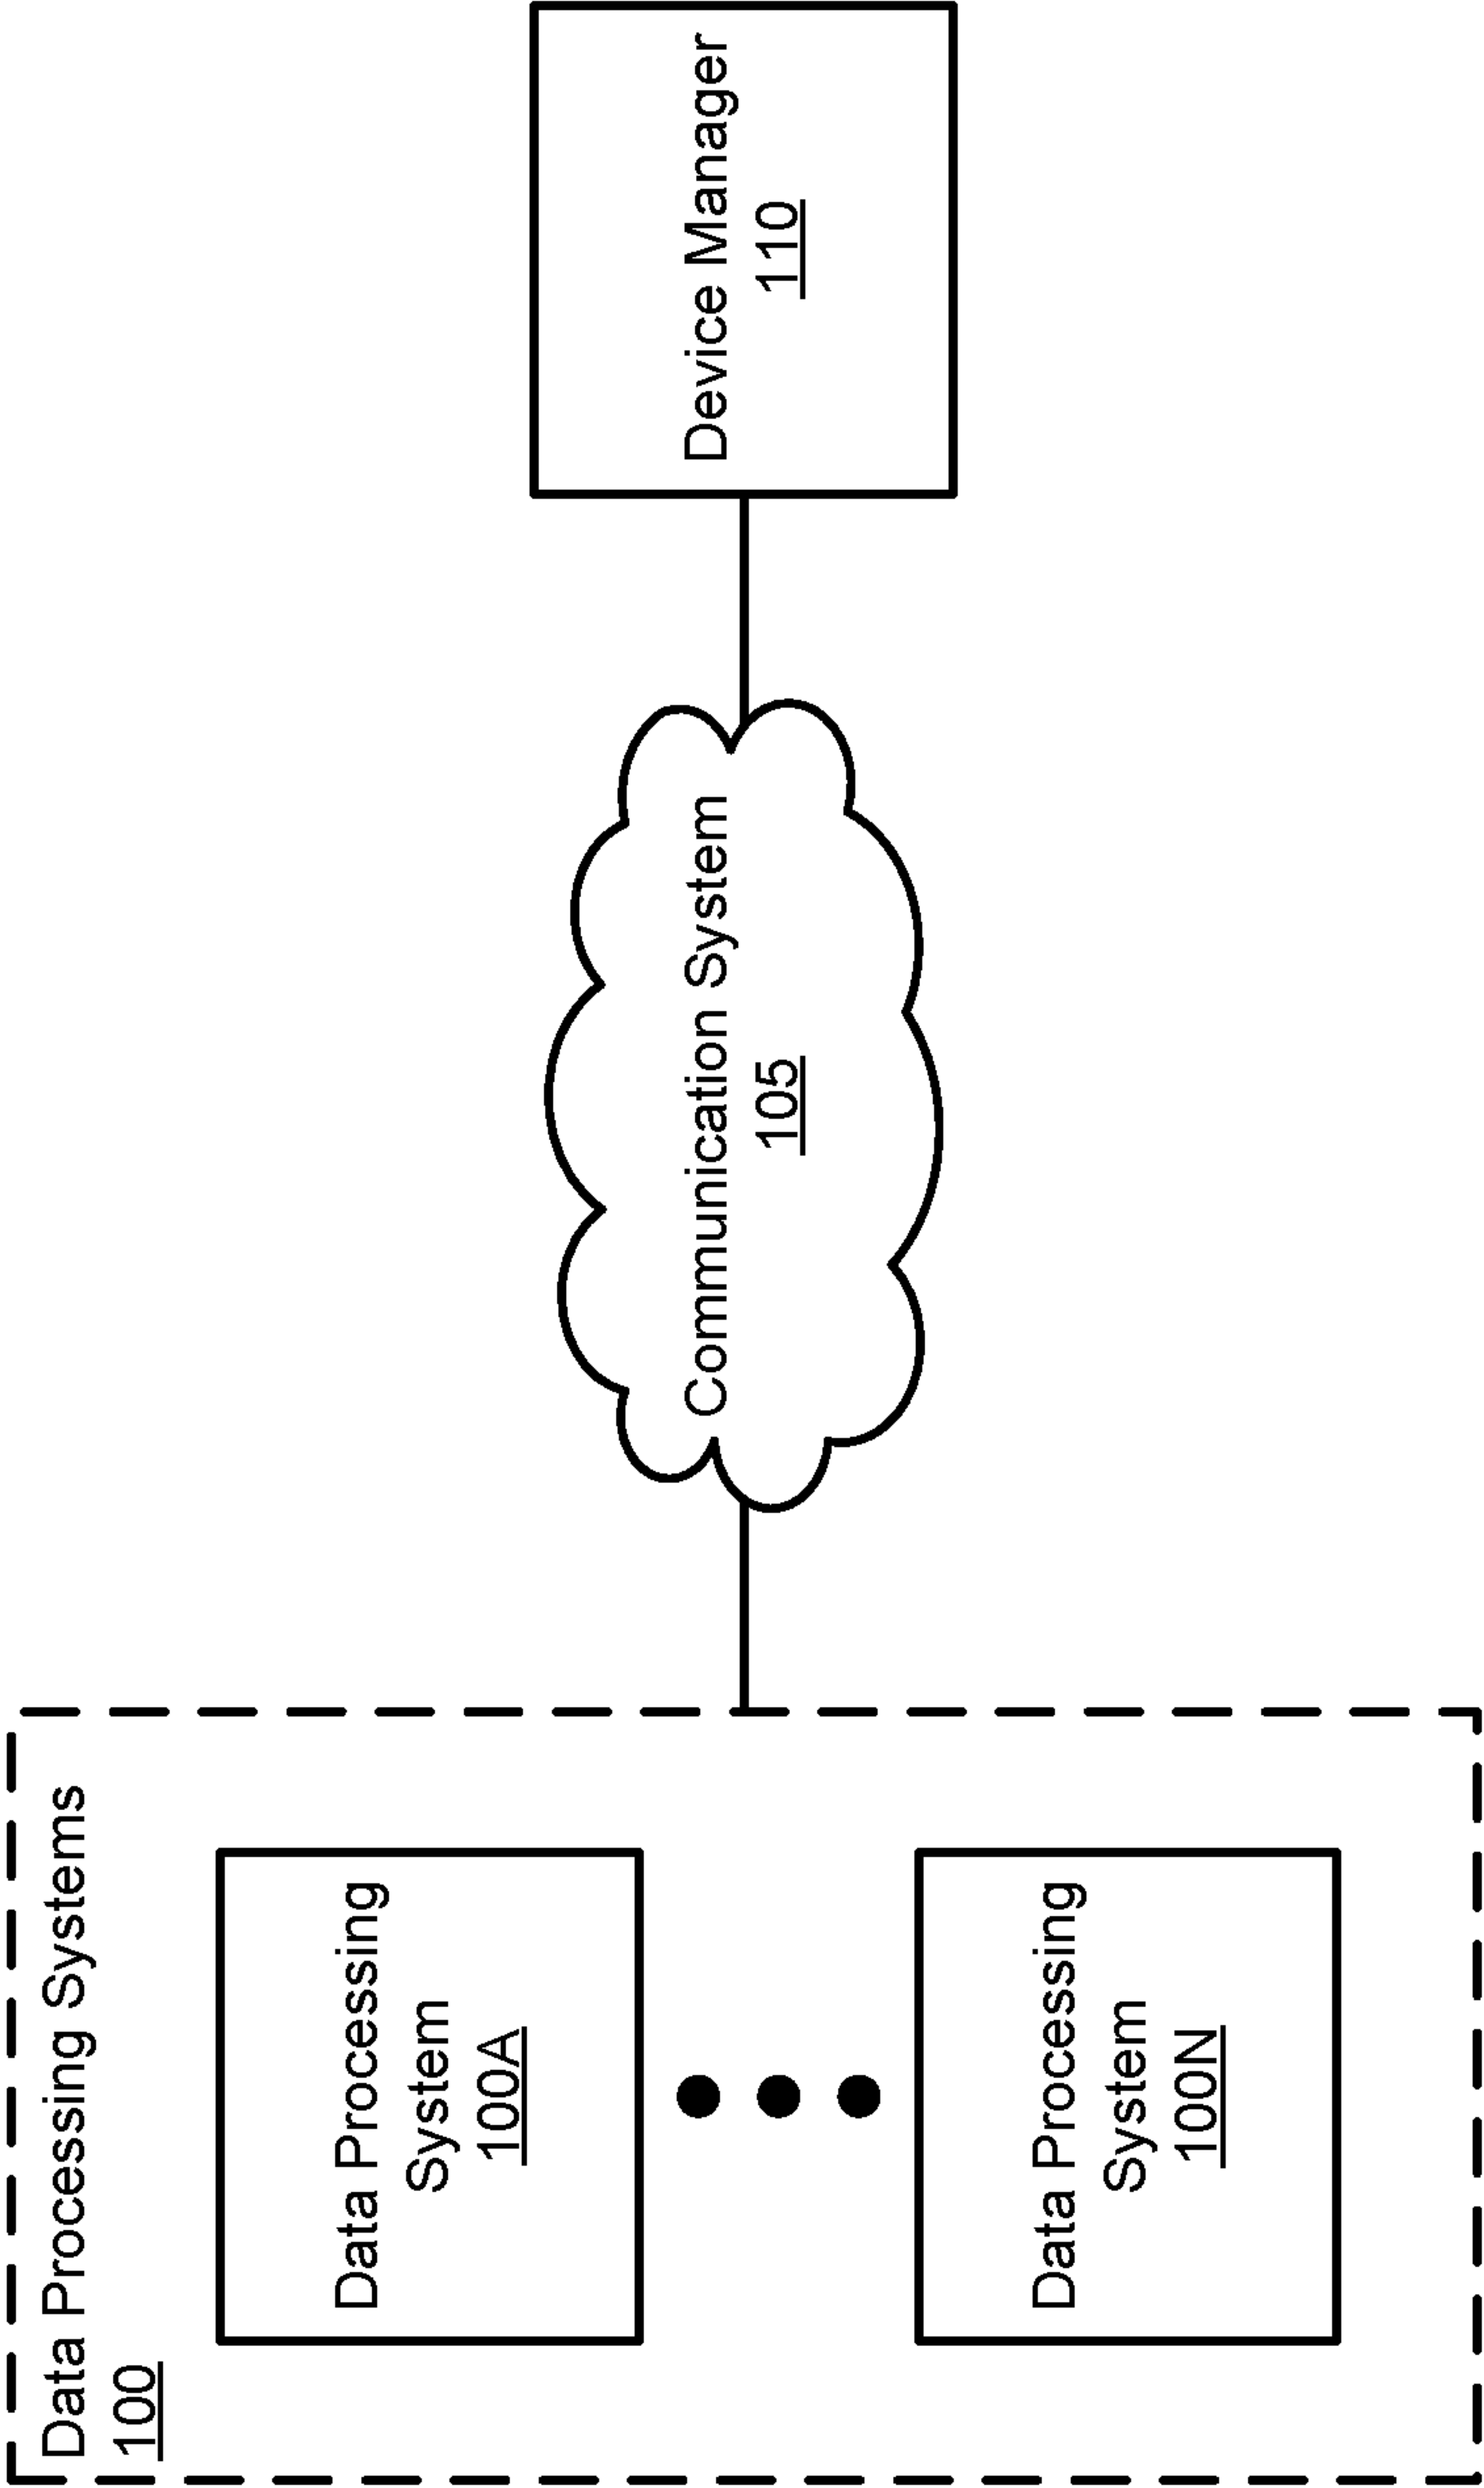 Data Processing Systems
100
Data Processing
System
100A
Data Processing
System
100N
Communication System
105
Device Manager
110